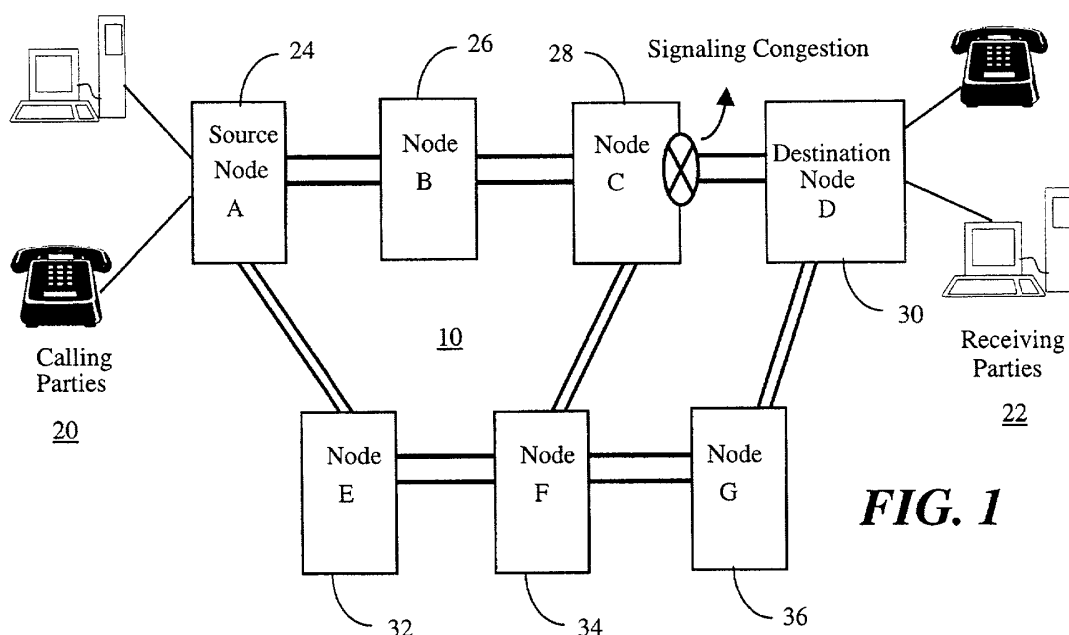 24
26
28
Signaling Congestion
Source
Node
A
Node
B
Node
C
Destination
Node
D
30
10
Calling
Parties
20
Receiving
Parties
22
Node
E
Node
F
Node
G
FIG. 1
32
34
36